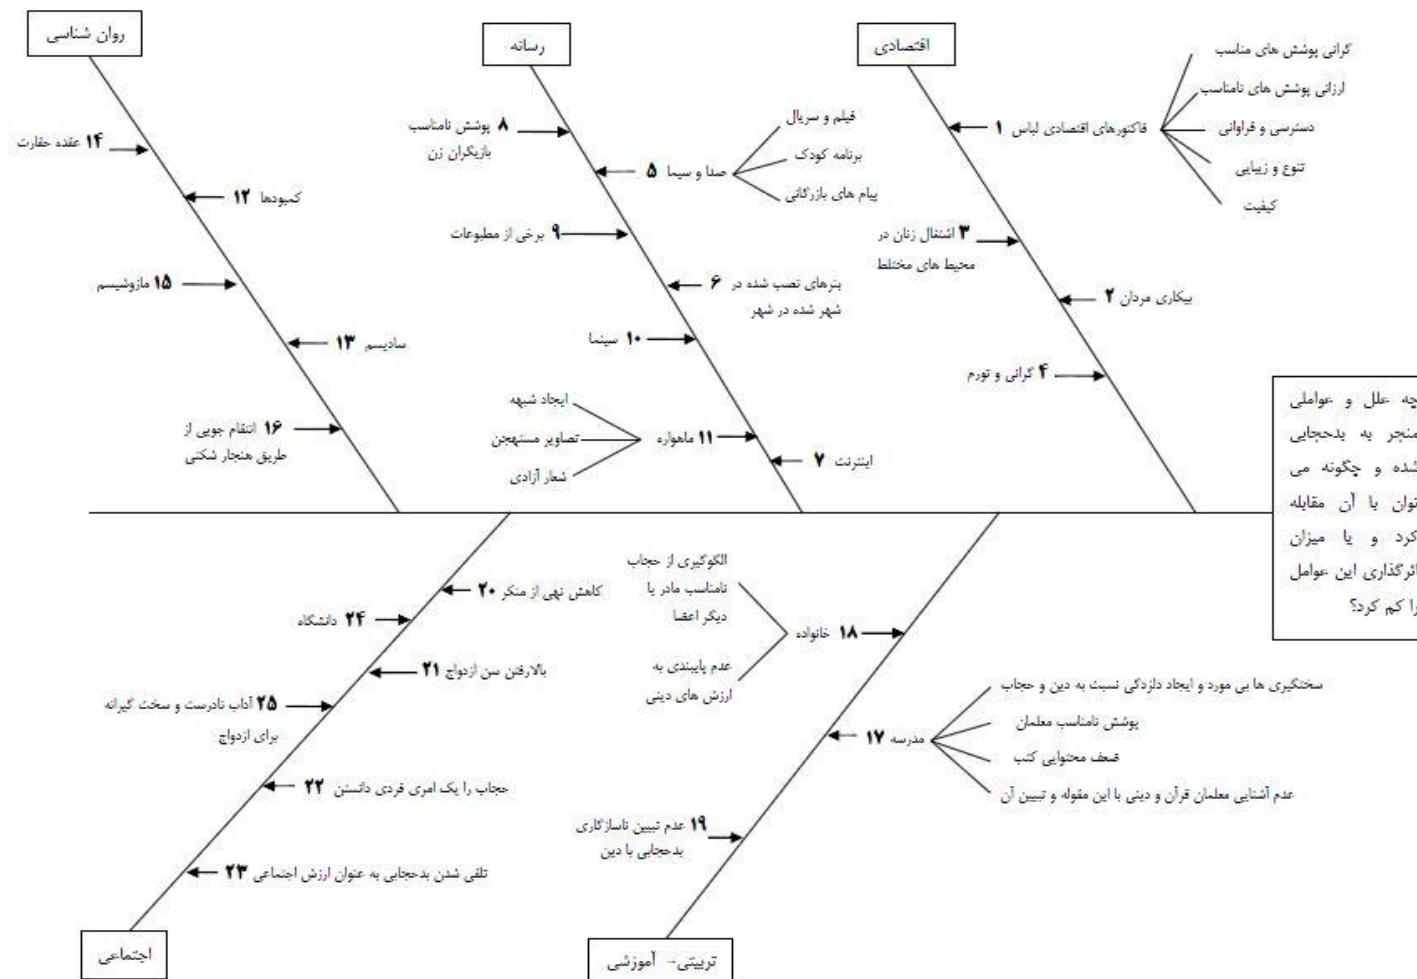 اقتصادی
گرانی پوشش های مناسب
ارزانی پوشش های نامناسب
دسترسی و فراوانی
تنوع و زیبایی
کیفیت
۱ فاکتورهای اقتصادی لباس
۳ اشتغال زنان در
محیط های مختلط
۲ بیکاری مردان
۴ گرانی و تورم
رسانه
۸ پوشش نامناسب
بازیگران زن
فیلم و سریال
برنامه کودک
پیام های بازرگانی
۵ صدا و سیما
۹ برخی از مطبوعات
۶ بنرهای نصب شده در
شهر شده در شهر
۱۰ سینما
ایجاد شبهه
تصاویر مستهجن
شعار آزادی
۱۱ ماهواره
۷ اینترنت
روان شناسی
۱۴ عقده حقارت
۱۲ کمبودها
۱۵ مازوشیسم
۱۳ سادیسم
۱۶ انتقام جویی از
طریق هنجار شکنی
چه علل و عواملی
منجر به بدحجابی
شده و چگونه می
توان با آن مقابله
کرد و یا میزان
اثرگذاری این عوامل
را کم کرد؟
الگوگیری از حجاب
نامناسب مادر یا
دیگر اعضا
عدم پایبندی به
ارزش های دینی
۱۸ خانواده
سختگیری ها بی مورد و ایجاد دلزدگی نسبت به دین و حجاب
پوشش نامناسب معلمان
ضعف محتوایی کتب
عدم آشنایی معلمان قرآن و دینی با این مقوله و تبیین آن
۱۷ مدرسه
۱۹ عدم تبیین ناسازگاری
بدحجابی با دین
تربیتی- آموزشی
۲۰ کاهش نهی از منکر
۲۴ دانشگاه
۲۱ بالارفتن سن ازدواج
۲۵ آداب نادرست و سخت گیرانه
برای ازدواج
۲۲ حجاب را یک امری فردی دانستن
۲۳ تلقی شدن بدحجابی به عنوان ارزش اجتماعی
اجتماعی